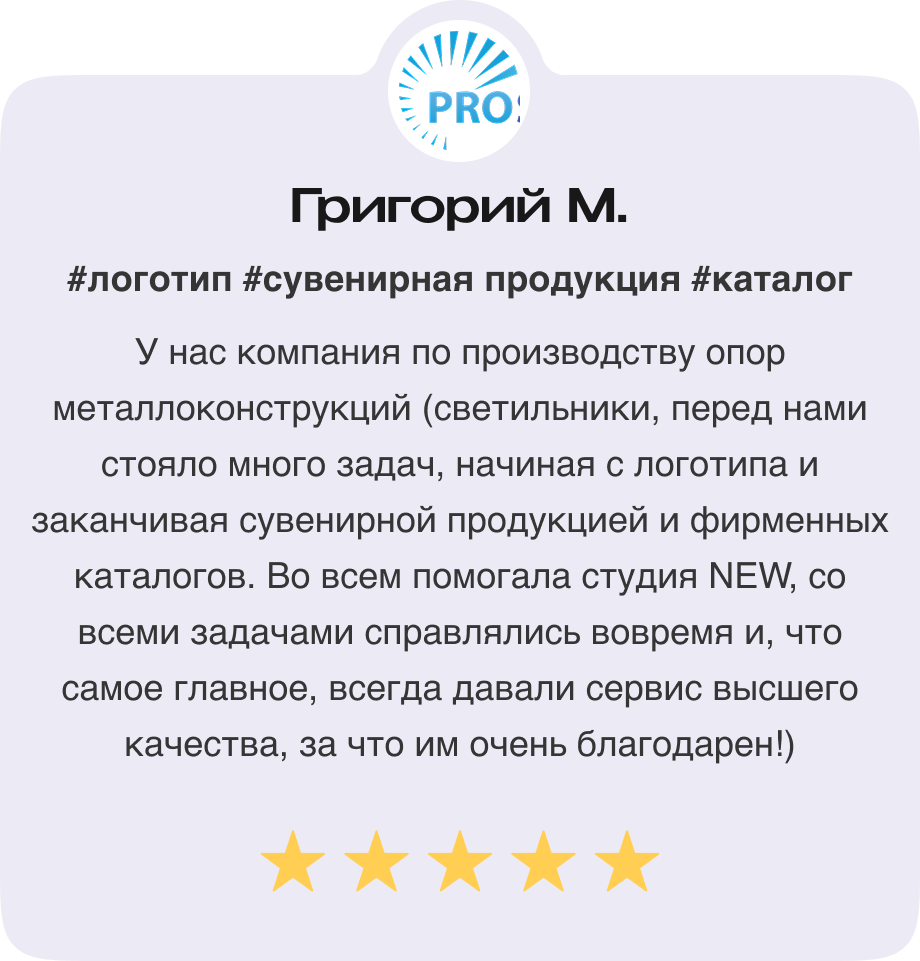 PRO
Григорий М.
#логотип #сувенирная продукция #каталог
У нас компания по производству опор
металлоконструкций (светильники, перед нами
стояло много задач, начиная с логотипа и
заканчивая сувенирной продукцией и фирменных
каталогов. Во всем помогала студия NEW, со
всеми задачами справлялись вовремя и, что
самое главное, всегда давали сервис высшего
качества, за что им очень благодарен!)